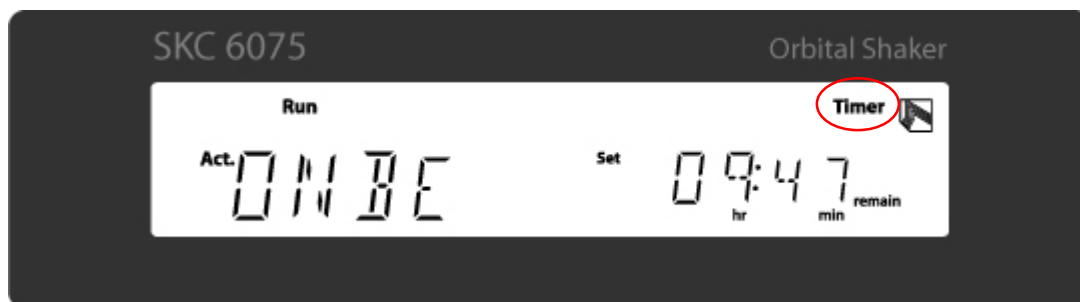 SKC 6075 Orbital Shaker
Run Timer
Act. ONBE Set 09:47 remain
hr min